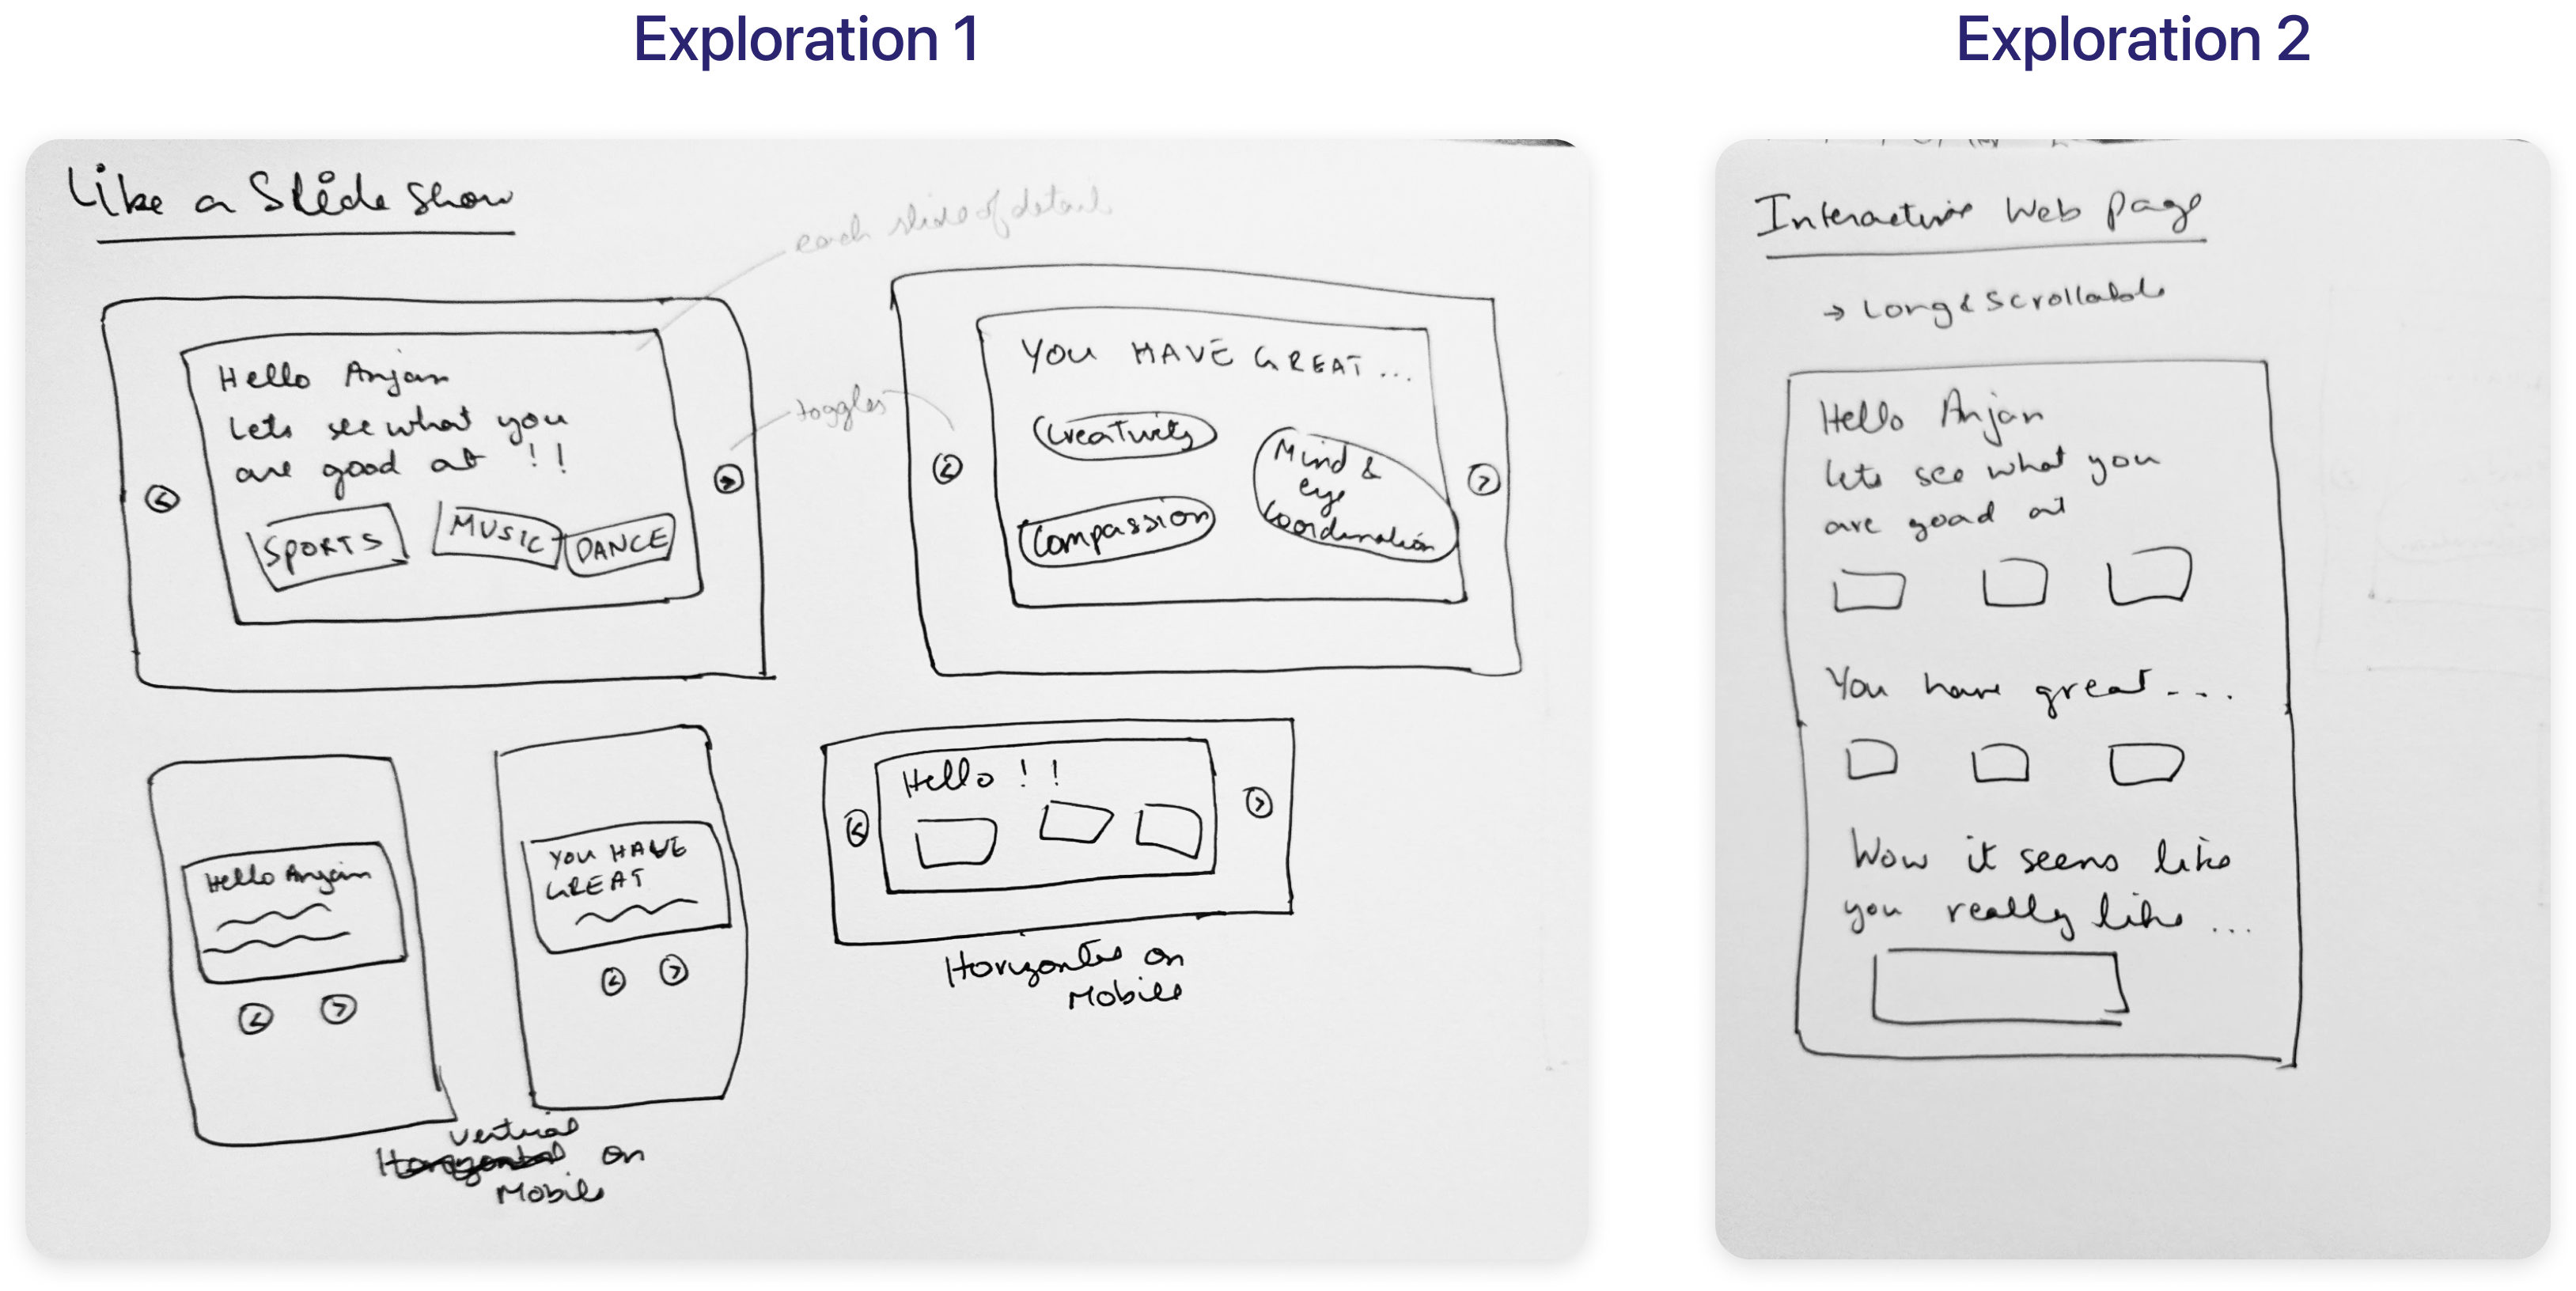 Exploration 1
Like a Slide show
each slide of detail
Hello Anjan
Lets see what you
are good at !!
SPORTS
MUSIC
DANCE
toggles
YOU HAVE GREAT...
Creativity
Mind &
eye
Coordination
Compassion
Hello Anjan
YOU HAVE
GREAT
Vertical
Horizontal on
Mobile
Hello !!
Horizontal on
Mobile
Exploration 2
Interactive Web page
→ Long & Scrollable
Hello Anjan
lets see what you
are good at
You have great....
Wow it seems like
you really like ...